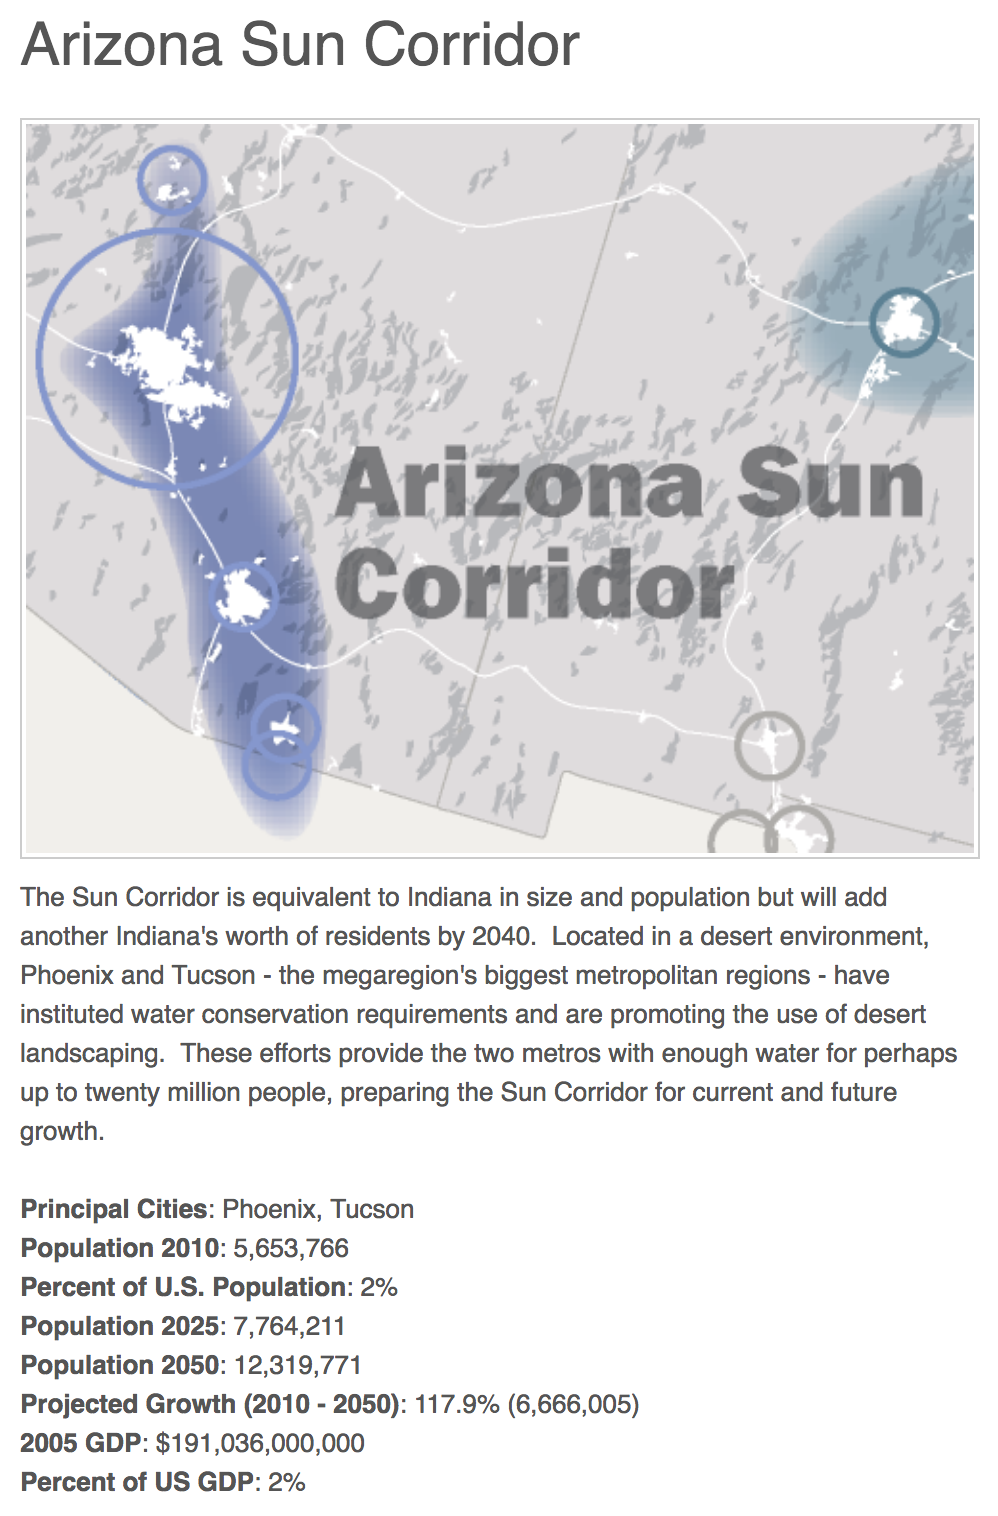 Arizona Sun Corridor
Arizona Sun
Corridor
The Sun Corridor is equivalent to Indiana in size and population but will add
another Indiana's worth of residents by 2040.  Located in a desert environment,
Phoenix and Tucson - the megaregion's biggest metropolitan regions - have
instituted water conservation requirements and are promoting the use of desert
landscaping.  These efforts provide the two metros with enough water for perhaps
up to twenty million people, preparing the Sun Corridor for current and future
growth.
Principal Cities: Phoenix, Tucson
Population 2010: 5,653,766
Percent of U.S. Population: 2%
Population 2025: 7,764,211
Population 2050: 12,319,771
Projected Growth (2010 - 2050): 117.9% (6,666,005)
2005 GDP: $191,036,000,000
Percent of US GDP: 2%